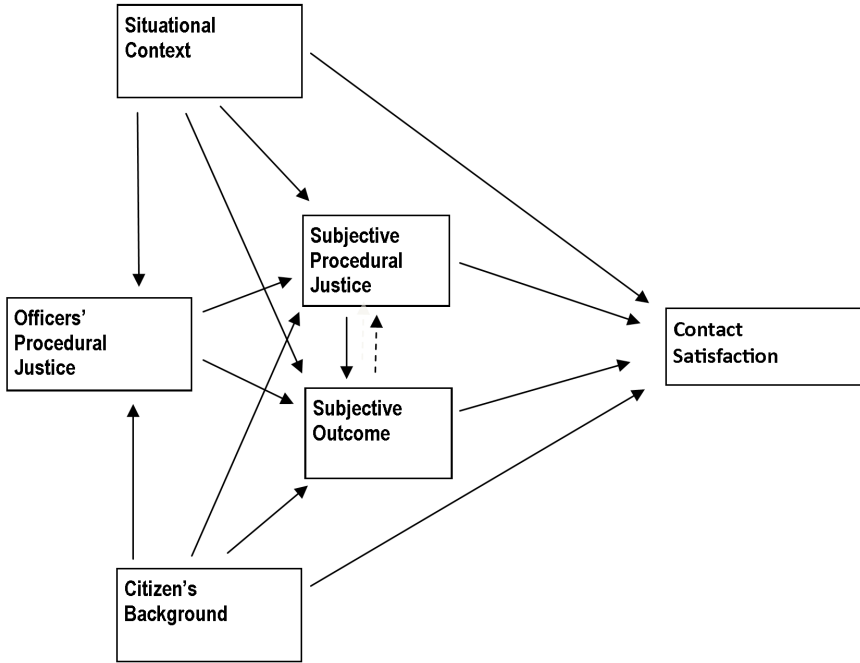 Situational
Context
Subjective
Procedural
Justice
Officers’
Procedural
Justice
Contact
Satisfaction
Subjective
Outcome
Citizen’s
Background